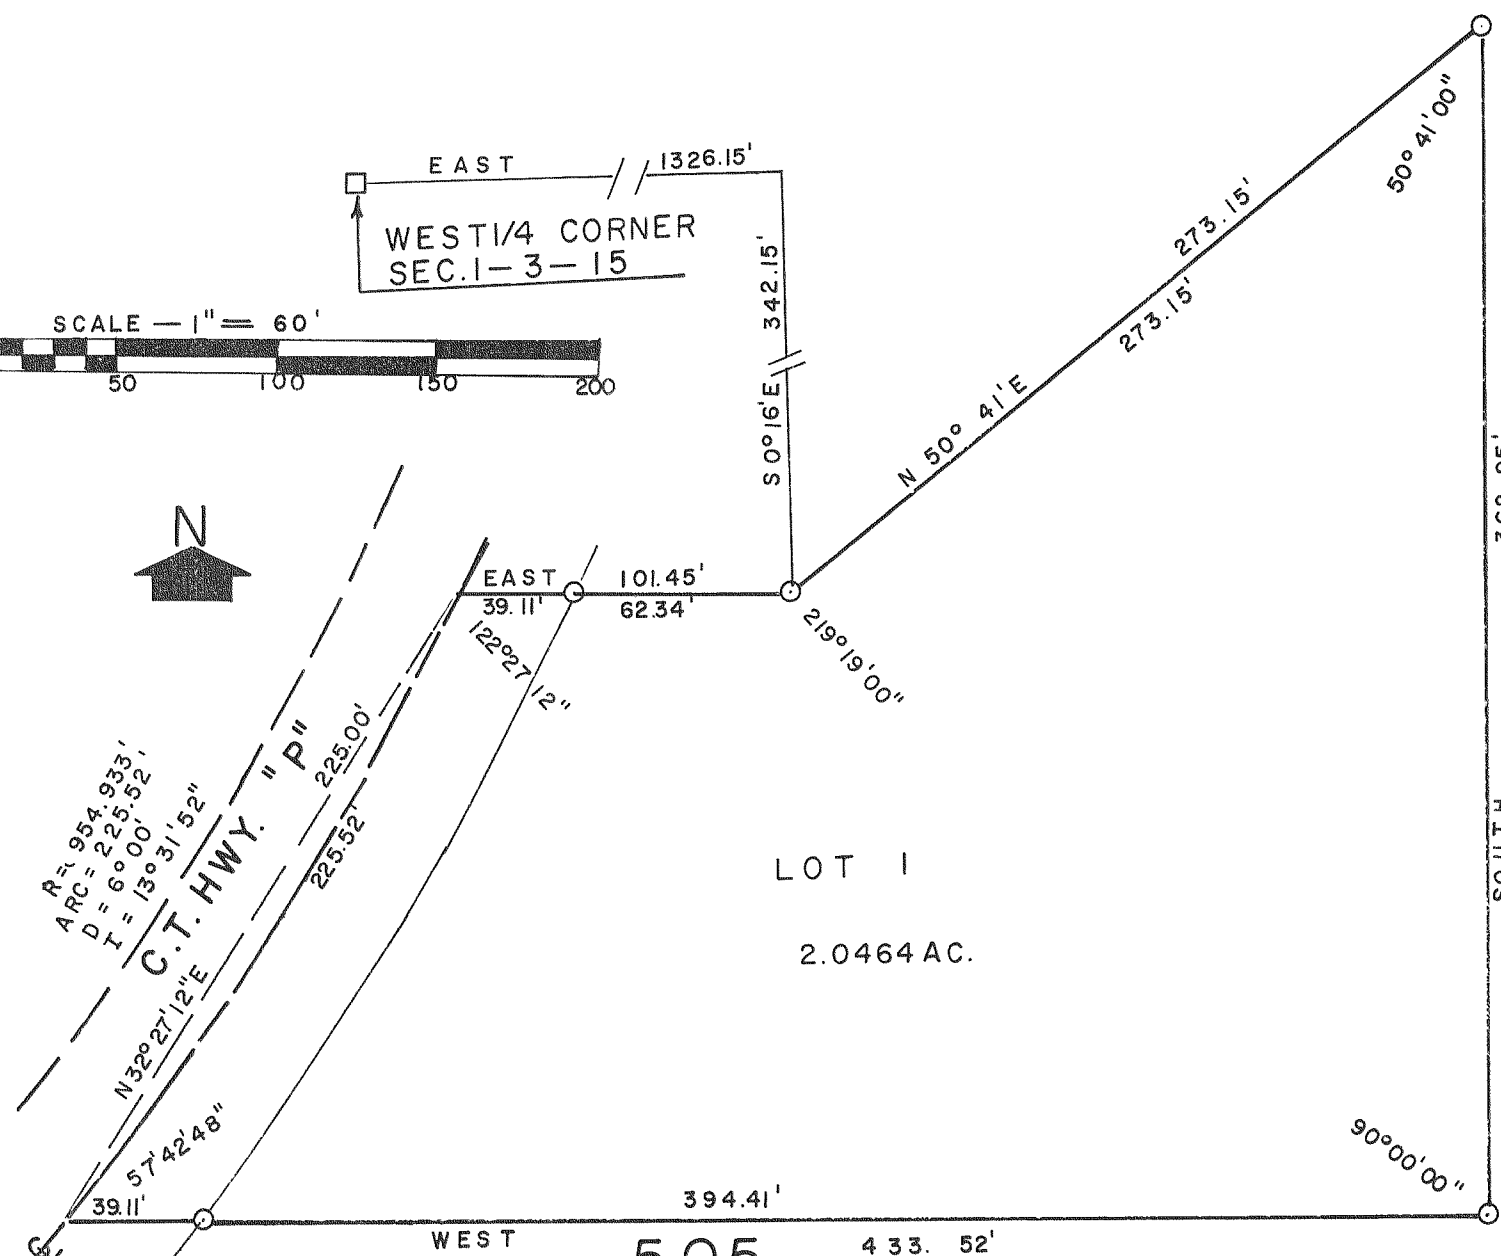 50° 41' 00"
EAST
1326.15'
WEST1/4 CORNER
SEC.1-3-15
342.15'
S 0° 16' E
273.15'
273.15'
N 50° 41' E
SCALE — 1" = 60'
50 100 150 200
N
EAST
101.45'
39.11'
62.34'
122° 27' 12"
219° 19' 00"
225.00'
225.52'
R = 954.933'
ARC = 225.52'
D = 6° 00'
I = 13° 31' 52"
C.T. HWY. "P"
N 32° 27' 12" E
LOT 1
2.0464 AC.
SOUTH
57' 42' 48"
90° 00' 00"
39.11'
394.41'
WEST
433.52'